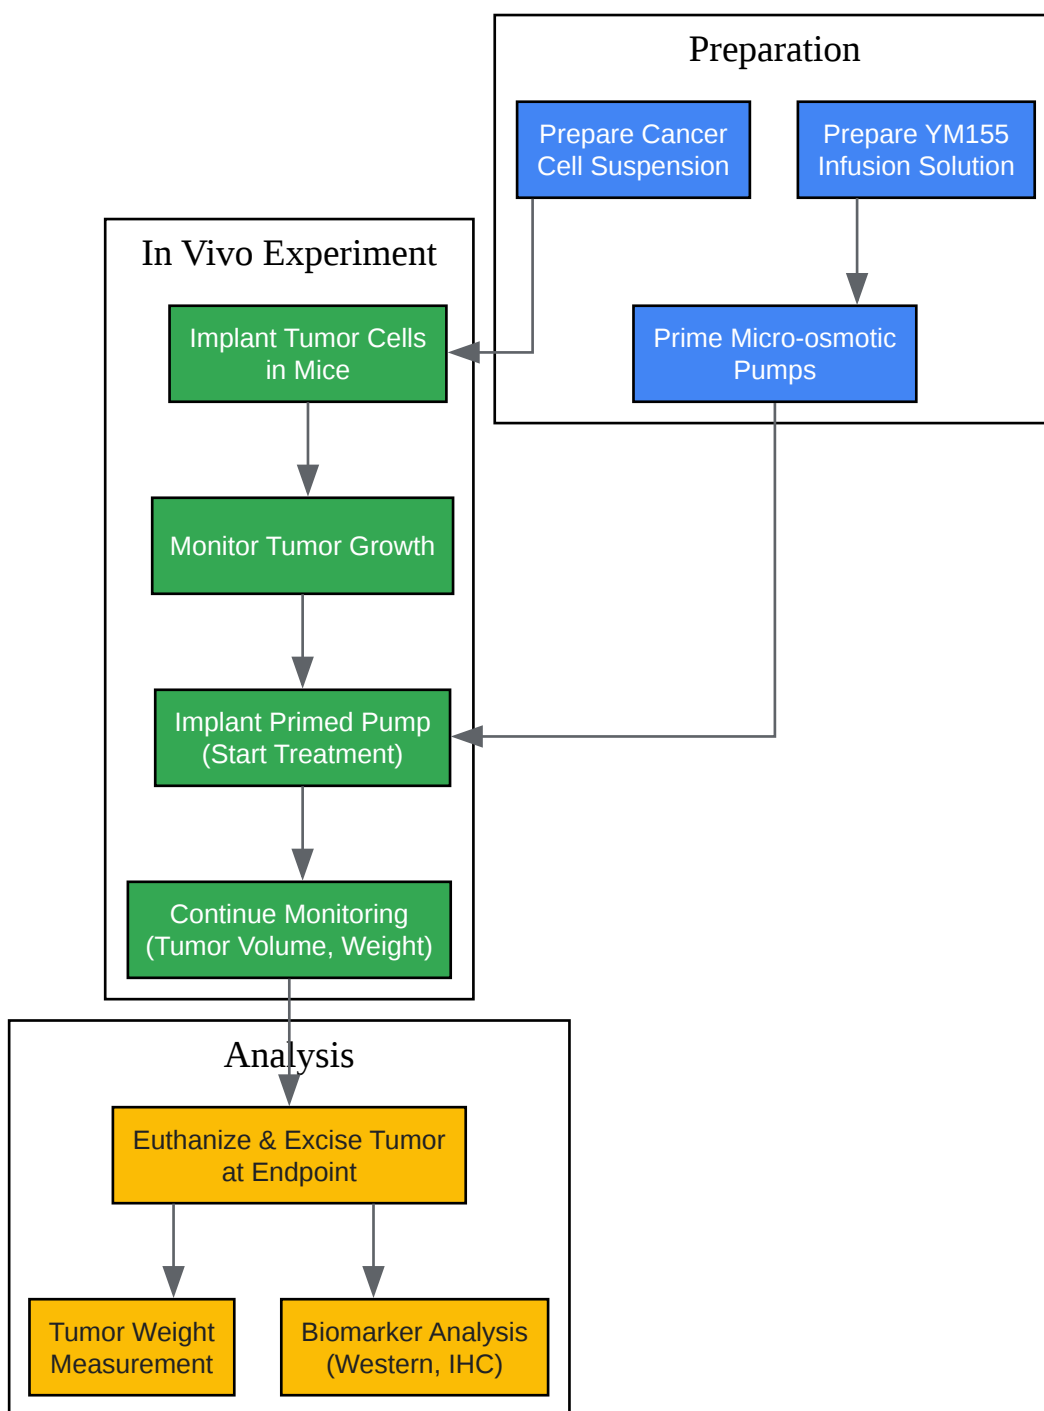 Preparation
Prepare Cancer
Cell Suspension
Prepare YM155
Infusion Solution
Prime Micro-osmotic
Pumps
In Vivo Experiment
Implant Tumor Cells
in Mice
Monitor Tumor Growth
Implant Primed Pump
(Start Treatment)
Continue Monitoring
(Tumor Volume, Weight)
Analysis
Euthanize & Excise Tumor
at Endpoint
Tumor Weight
Measurement
Biomarker Analysis
(Western, IHC)